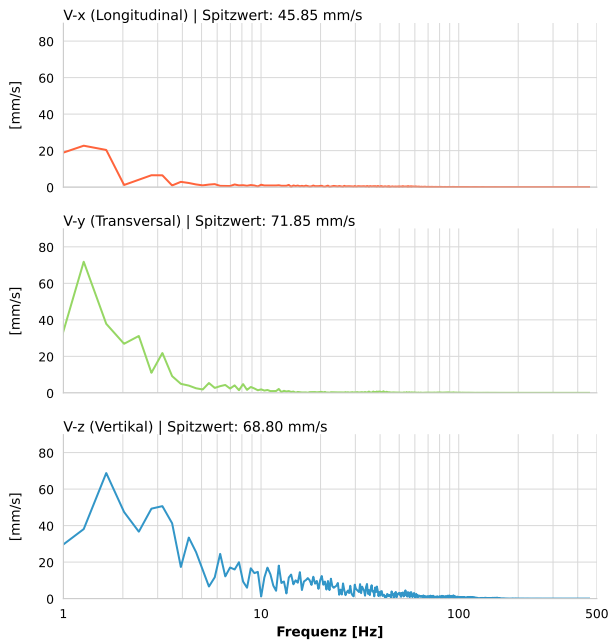 V-x (Longitudinal) | Spitzwert: 45.85 mm/s
80
60
40
20
0
[mm/s]
V-y (Transversal) | Spitzwert: 71.85 mm/s
80
60
40
20
0
[mm/s]
V-z (Vertikal) | Spitzwert: 68.80 mm/s
80
60
40
20
0
[mm/s]
1 10 100 500
Frequenz [Hz]